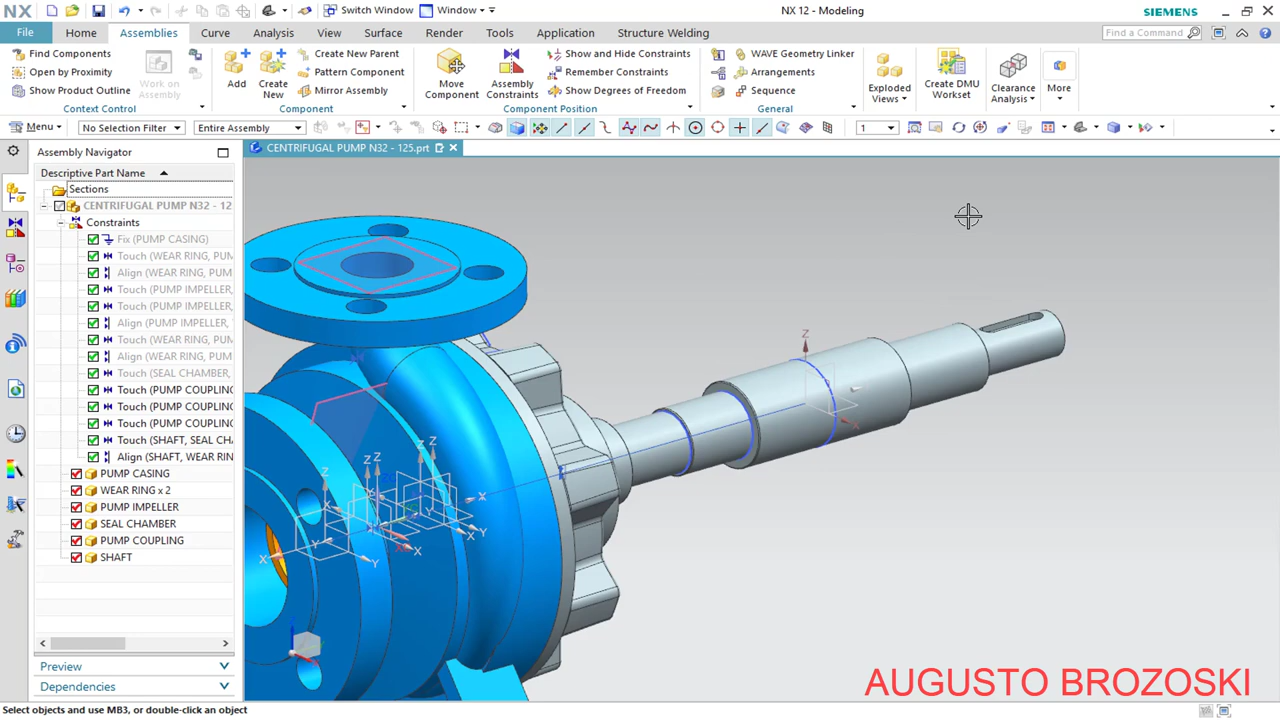 NX
Switch Window
Window
NX 12 - Modeling
SIEMENS
File
Home
Assemblies
Curve
Analysis
View
Surface
Render
Tools
Application
Structure Welding
Find a Command
Find Components
Open by Proximity
Show Product Outline
Work on Assembly
Context Control
Add
Create New
Create New Parent
Pattern Component
Mirror Assembly
Component
Move Component
Assembly Constraints
Show and Hide Constraints
Remember Constraints
Show Degrees of Freedom
Component Position
WAVE Geometry Linker
Arrangements
Sequence
General
Exploded Views
Create DMU Workset
Clearance Analysis
More
Menu
No Selection Filter
Entire Assembly
1
Assembly Navigator
CENTRIFUGAL PUMP N32 - 125.prt
Descriptive Part Name
Sections
CENTRIFUGAL PUMP N32 - 12
Constraints
Fix (PUMP CASING)
Touch (WEAR RING, PUM
Align (WEAR RING, PUM
Touch (PUMP IMPELLER,
Touch (PUMP IMPELLER,
Align (PUMP IMPELLER,
Touch (WEAR RING, PUM
Align (WEAR RING, PUM
Touch (SEAL CHAMBER,
Touch (PUMP COUPLING
Touch (PUMP COUPLING
Touch (PUMP COUPLING
Touch (SHAFT, SEAL CHA
Align (SHAFT, WEAR RIN
PUMP CASING
WEAR RING x 2
PUMP IMPELLER
SEAL CHAMBER
PUMP COUPLING
SHAFT
Preview
Dependencies
AUGUSTO BROZOSKI
Select objects and use MB3, or double-click an object